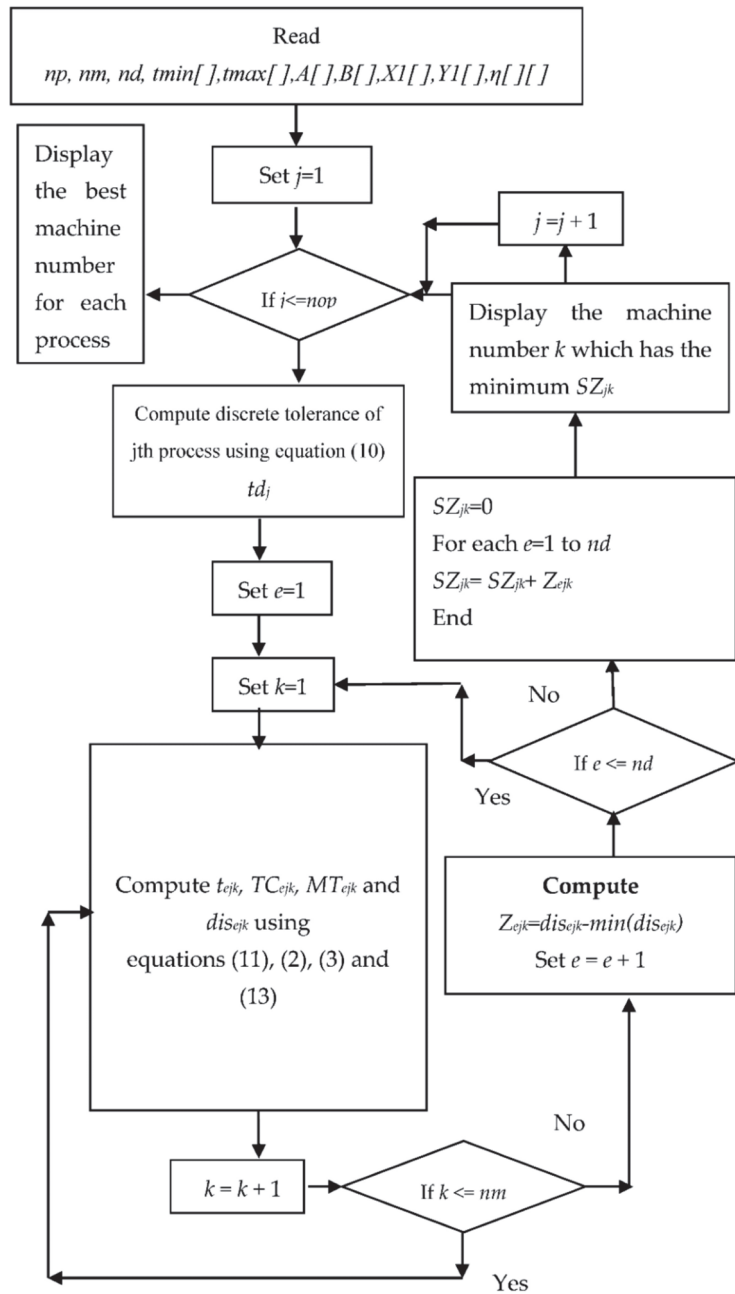 Read
np, nm, nd, tmin[ ],tmax[ ],A[ ],B[ ],X1[ ],Y1[ ],η[ ][ ]
Display
the best
machine
number
for each
process
Set j=1
j =j + 1
If j<=nop
Display the machine
number k which has the
minimum SZjk
Compute discrete tolerance of
jth process using equation (10)
tdj
SZjk=0
For each e=1 to nd
SZjk= SZjk+ Zejk
End
Set e=1
Set k=1
No
If e <= nd
Yes
Compute tejk, TCejk, MTejk and
disejk using
equations (11), (2), (3) and
(13)
Compute
Zejk=disejk-min(disejk)
Set e = e + 1
No
k = k + 1
If k <= nm
Yes